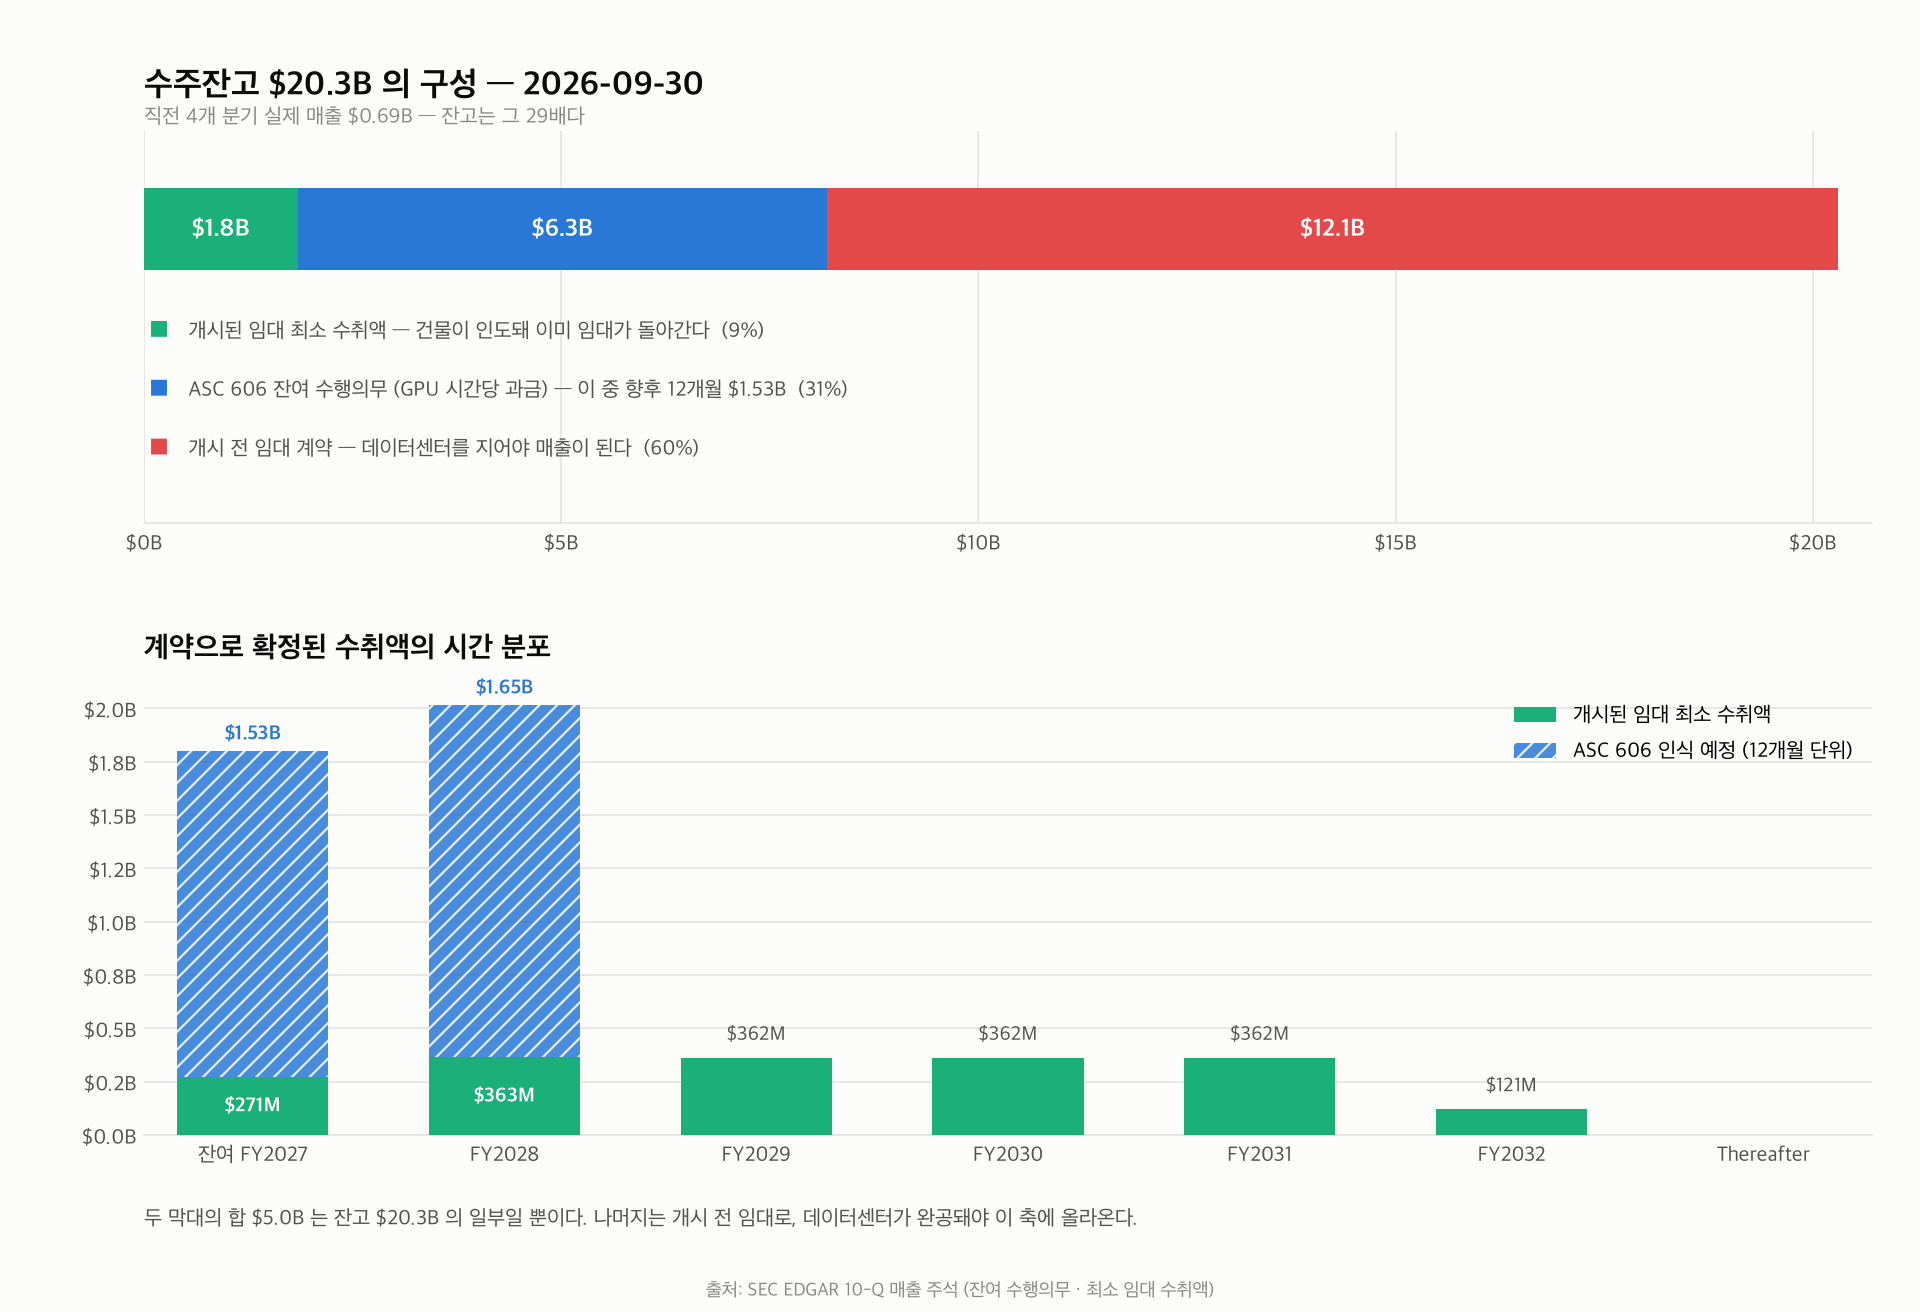 수주잔고 $20.3B 의 구성 — 2026-09-30
직전 4개 분기 실제 매출 $0.69B — 잔고는 그 29배다
$1.8B
$6.3B
$12.1B
개시된 임대 최소 수취액 — 건물이 인도돼 이미 임대가 돌아간다 (9%)
ASC 606 잔여 수행의무 (GPU 시간당 과금) — 이 중 향후 12개월 $1.53B (31%)
개시 전 임대 계약 — 데이터센터를 지어야 매출이 된다 (60%)
$0B
$5B
$10B
$15B
$20B
계약으로 확정된 수취액의 시간 분포
$2.0B
$1.8B
$1.5B
$1.2B
$1.0B
$0.8B
$0.5B
$0.2B
$0.0B
$1.53B
$1.65B
$271M
$363M
$362M
$362M
$362M
$121M
개시된 임대 최소 수취액
ASC 606 인식 예정 (12개월 단위)
잔여 FY2027
FY2028
FY2029
FY2030
FY2031
FY2032
Thereafter
두 막대의 합 $5.0B 는 잔고 $20.3B 의 일부일 뿐이다. 나머지는 개시 전 임대로, 데이터센터가 완공돼야 이 축에 올라온다.
출처: SEC EDGAR 10-Q 매출 주석 (잔여 수행의무 · 최소 임대 수취액)